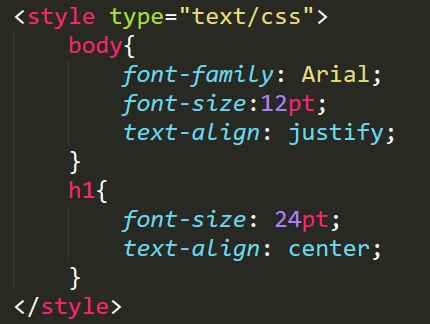 <style type="text/css">
    body{
        font-family: Arial;
        font-size:12pt;
        text-align: justify;
    }
    h1{
        font-size: 24pt;
        text-align: center;
    }
</style>